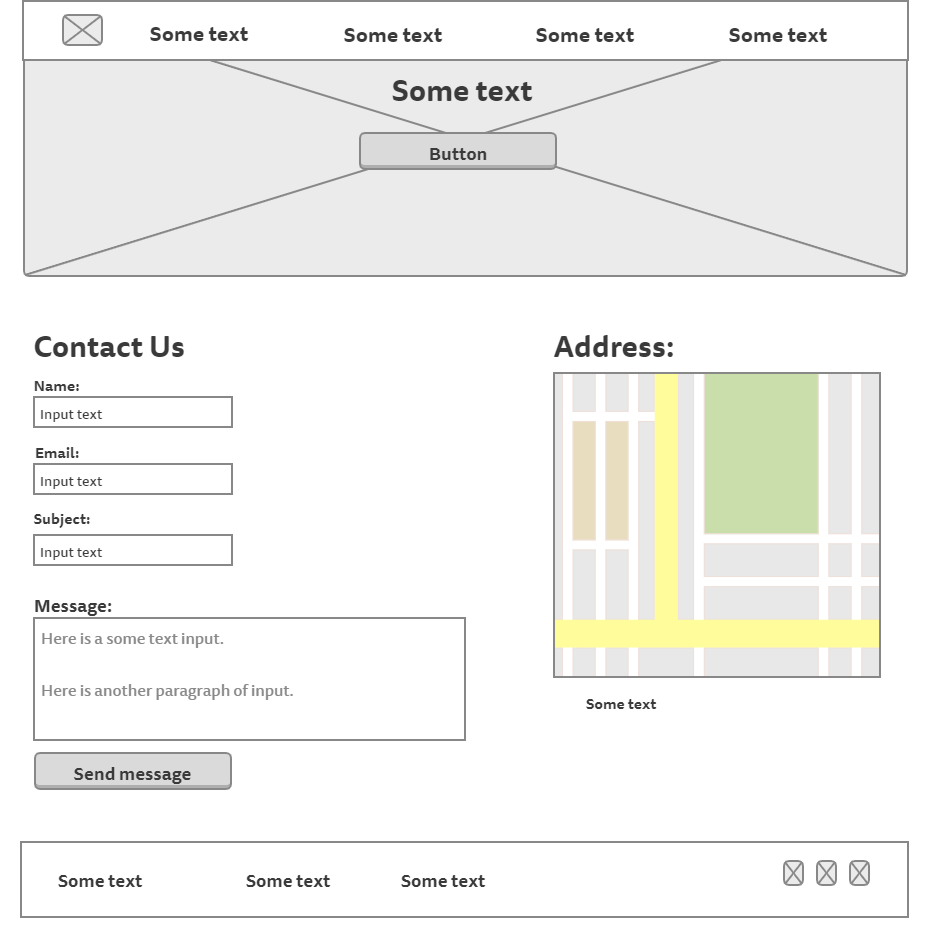 Some text Some text Some text Some text
Some text
Button
Contact Us
Name:
Input text
Email:
Input text
Subject:
Input text
Message:
Here is a some text input.
Here is another paragraph of input.
Send message
Address:
Some text
Some text Some text Some text